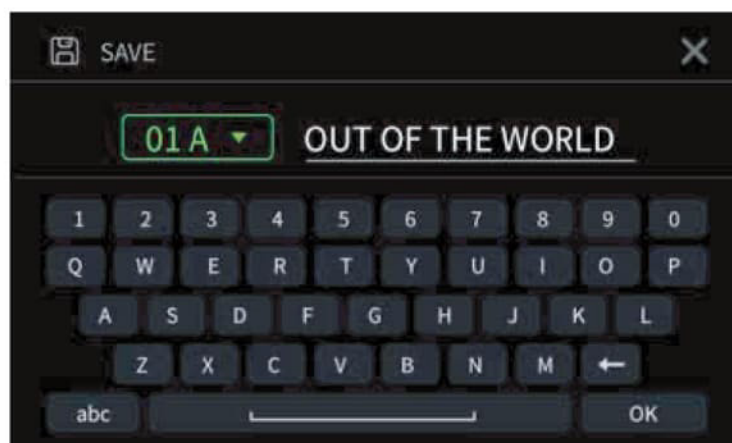 SAVE
01 A OUT OF THE WORLD
1 2 3 4 5 6 7 8 9 0
Q W E R T Y U I O P
A S D F G H J K L
Z X C V B N M
abc OK